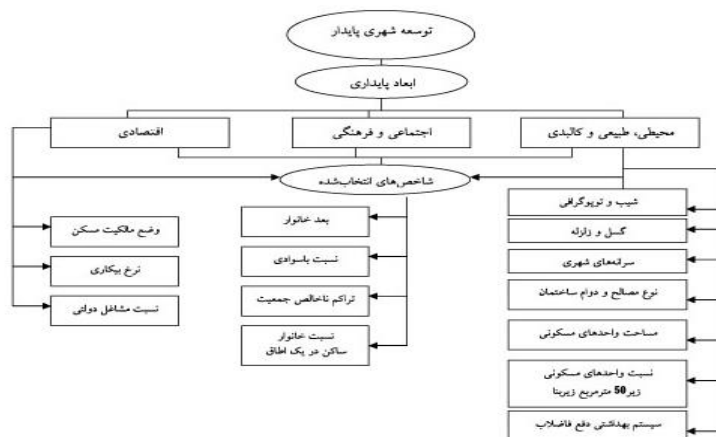 توسعه شهری پایدار
ابعاد پایداری
محیطی، طبیعی و کالبدی
اجتماعی و فرهنگی
اقتصادی
شاخص‌های انتخاب‌شده
شیب و توپوگرافی
گسل و زلزله
سرانه‌های شهری
نوع مصالح و دوام ساختمان
مساحت واحدهای مسکونی
نسبت واحدهای مسکونی
زیر50 مترمربع زیربنا
سیستم بهداشتی دفع فاضلاب
بعد خانوار
نسبت باسوادی
تراکم ناخالص جمعیت
نسبت خانوار
ساکن در یک اطاق
وضع مالکیت مسکن
نرخ بیکاری
نسبت مشاغل دولتی